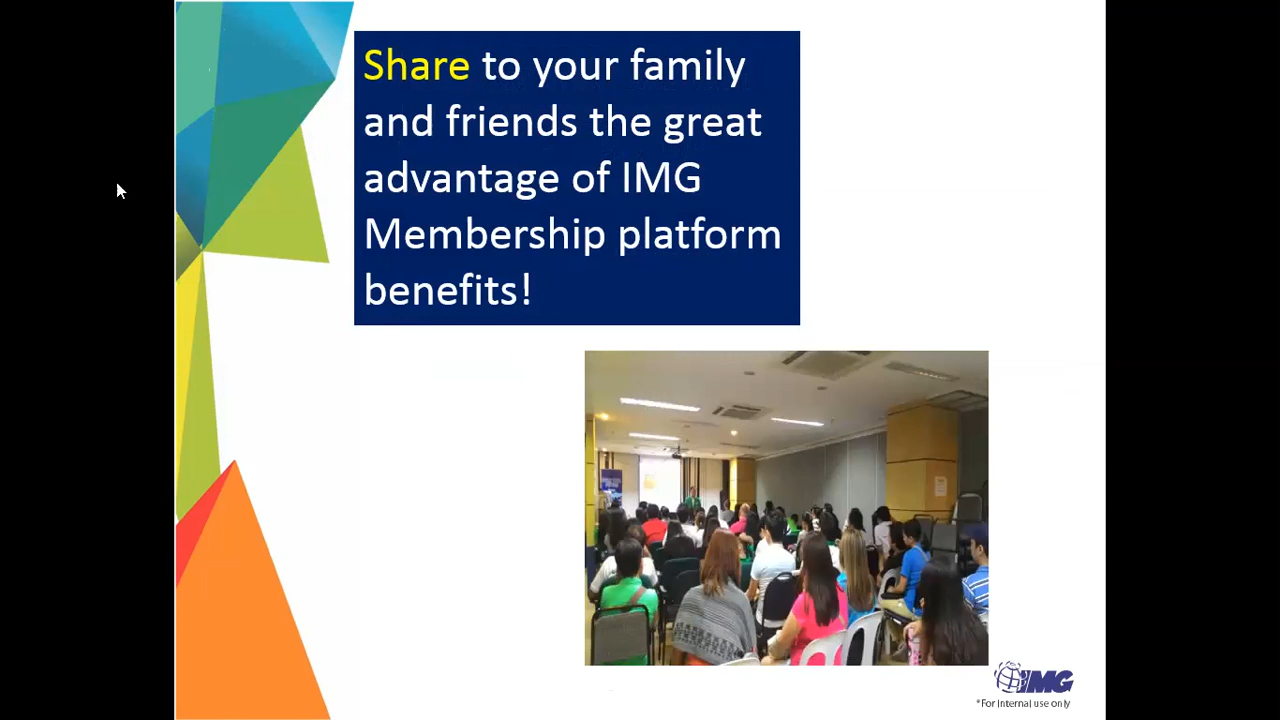 Share to your family
and friends the great
advantage of IMG
Membership platform
benefits!
IMG
*For Internal use only